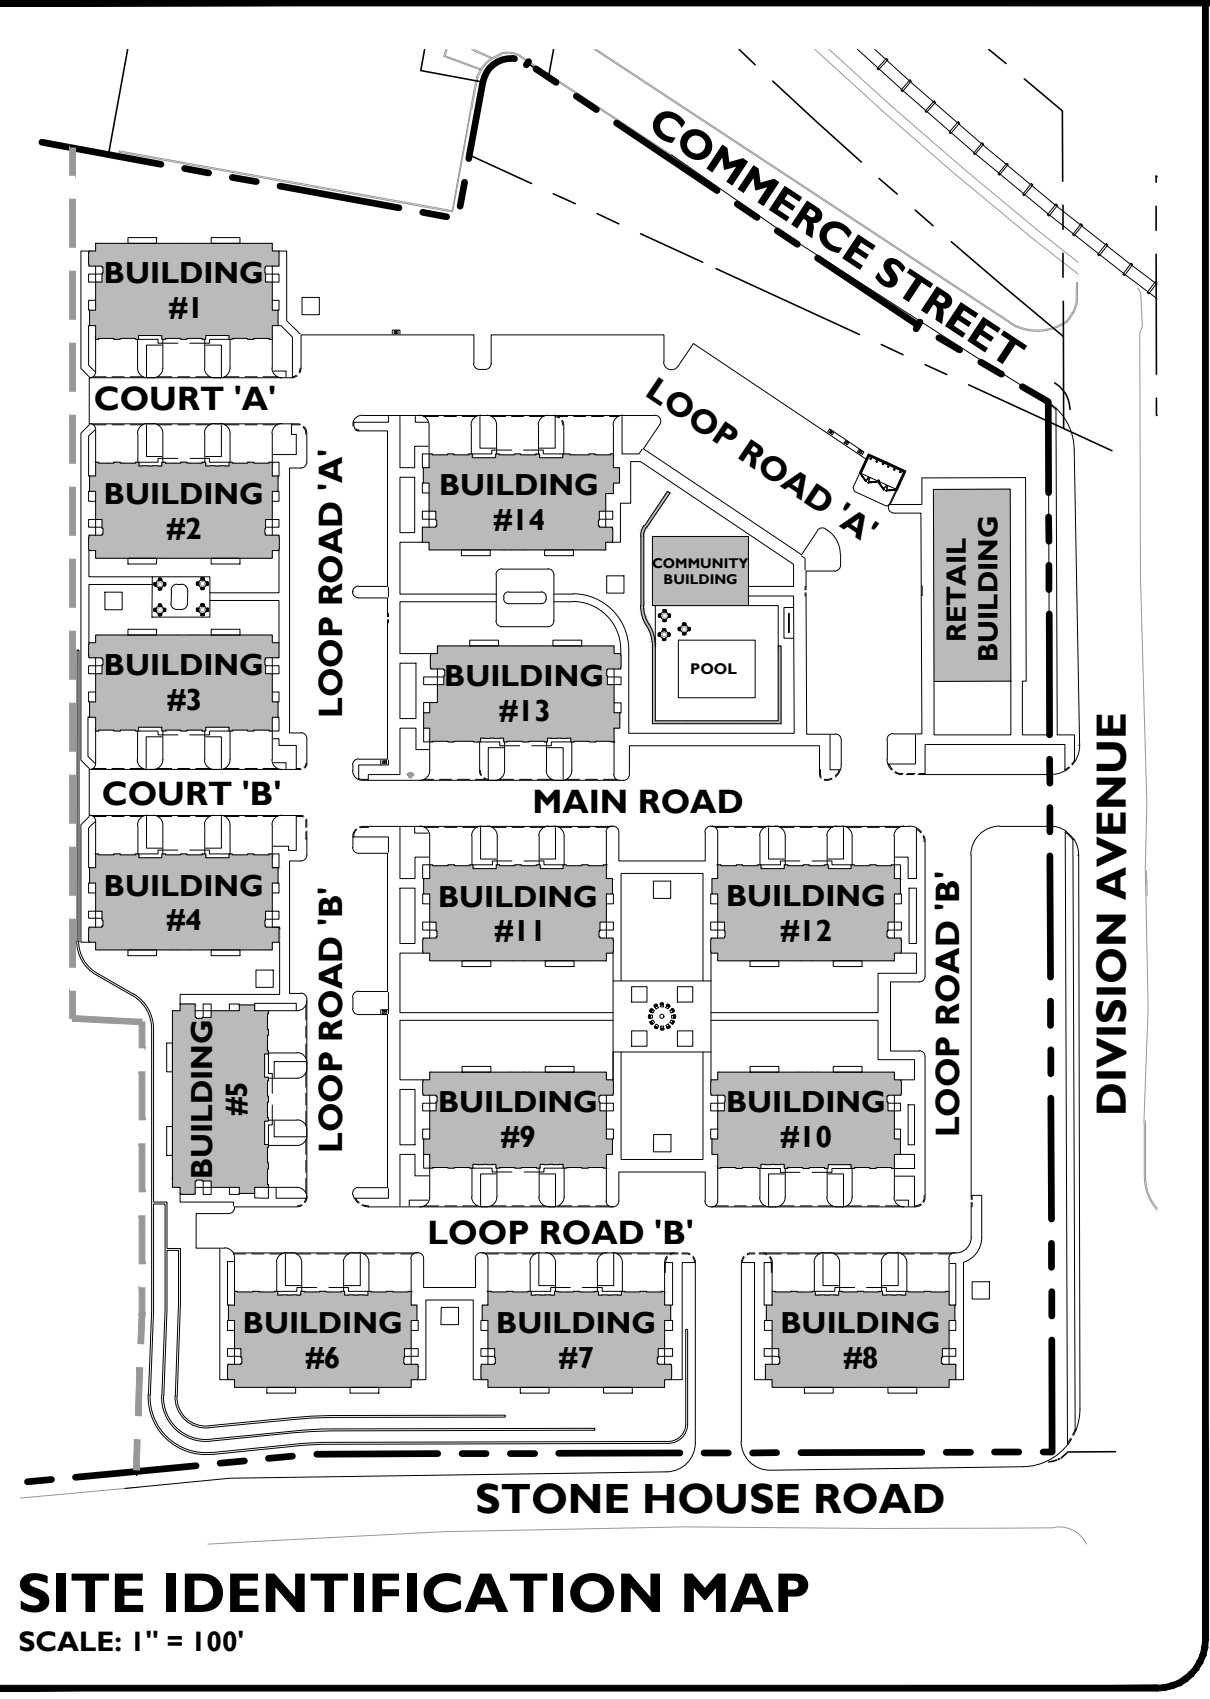 COMMERCE STREET
BUILDING
#1
COURT 'A'
LOOP ROAD 'A'
BUILDING
#2
LOOP ROAD 'A'
BUILDING
#14
COMMUNITY
BUILDING
RETAIL
BUILDING
BUILDING
#3
BUILDING
#13
POOL
COURT 'B'
MAIN ROAD
DIVISION AVENUE
BUILDING
#4
LOOP ROAD 'B'
BUILDING
#11
BUILDING
#12
LOOP ROAD 'B'
BUILDING
#5
BUILDING
#9
BUILDING
#10
LOOP ROAD 'B'
BUILDING
#6
BUILDING
#7
BUILDING
#8
STONE HOUSE ROAD
SITE IDENTIFICATION MAP
SCALE: 1" = 100'